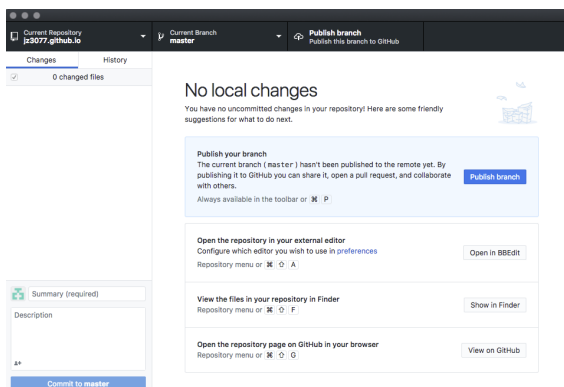 Current Repository
jz3077.github.io
Current Branch
master
Publish branch
Publish this branch to GitHub
Changes
History
0 changed files
No local changes
You have no uncommitted changes in your repository! Here are some friendly
suggestions for what to do next.
Publish your branch
The current branch (master) hasn't been published to the remote yet. By
publishing it to GitHub you can share it, open a pull request, and collaborate
with others.
Always available in the toolbar or ⌘ P
Publish branch
Open the repository in your external editor
Configure which editor you wish to use in preferences
Repository menu or ⌘ ⇧ A
Open in BBEdit
View the files in your repository in Finder
Repository menu or ⌘ ⇧ F
Show in Finder
Open the repository page on GitHub in your browser
Repository menu or ⌘ ⇧ G
View on GitHub
Summary (required)
Description
Commit to master